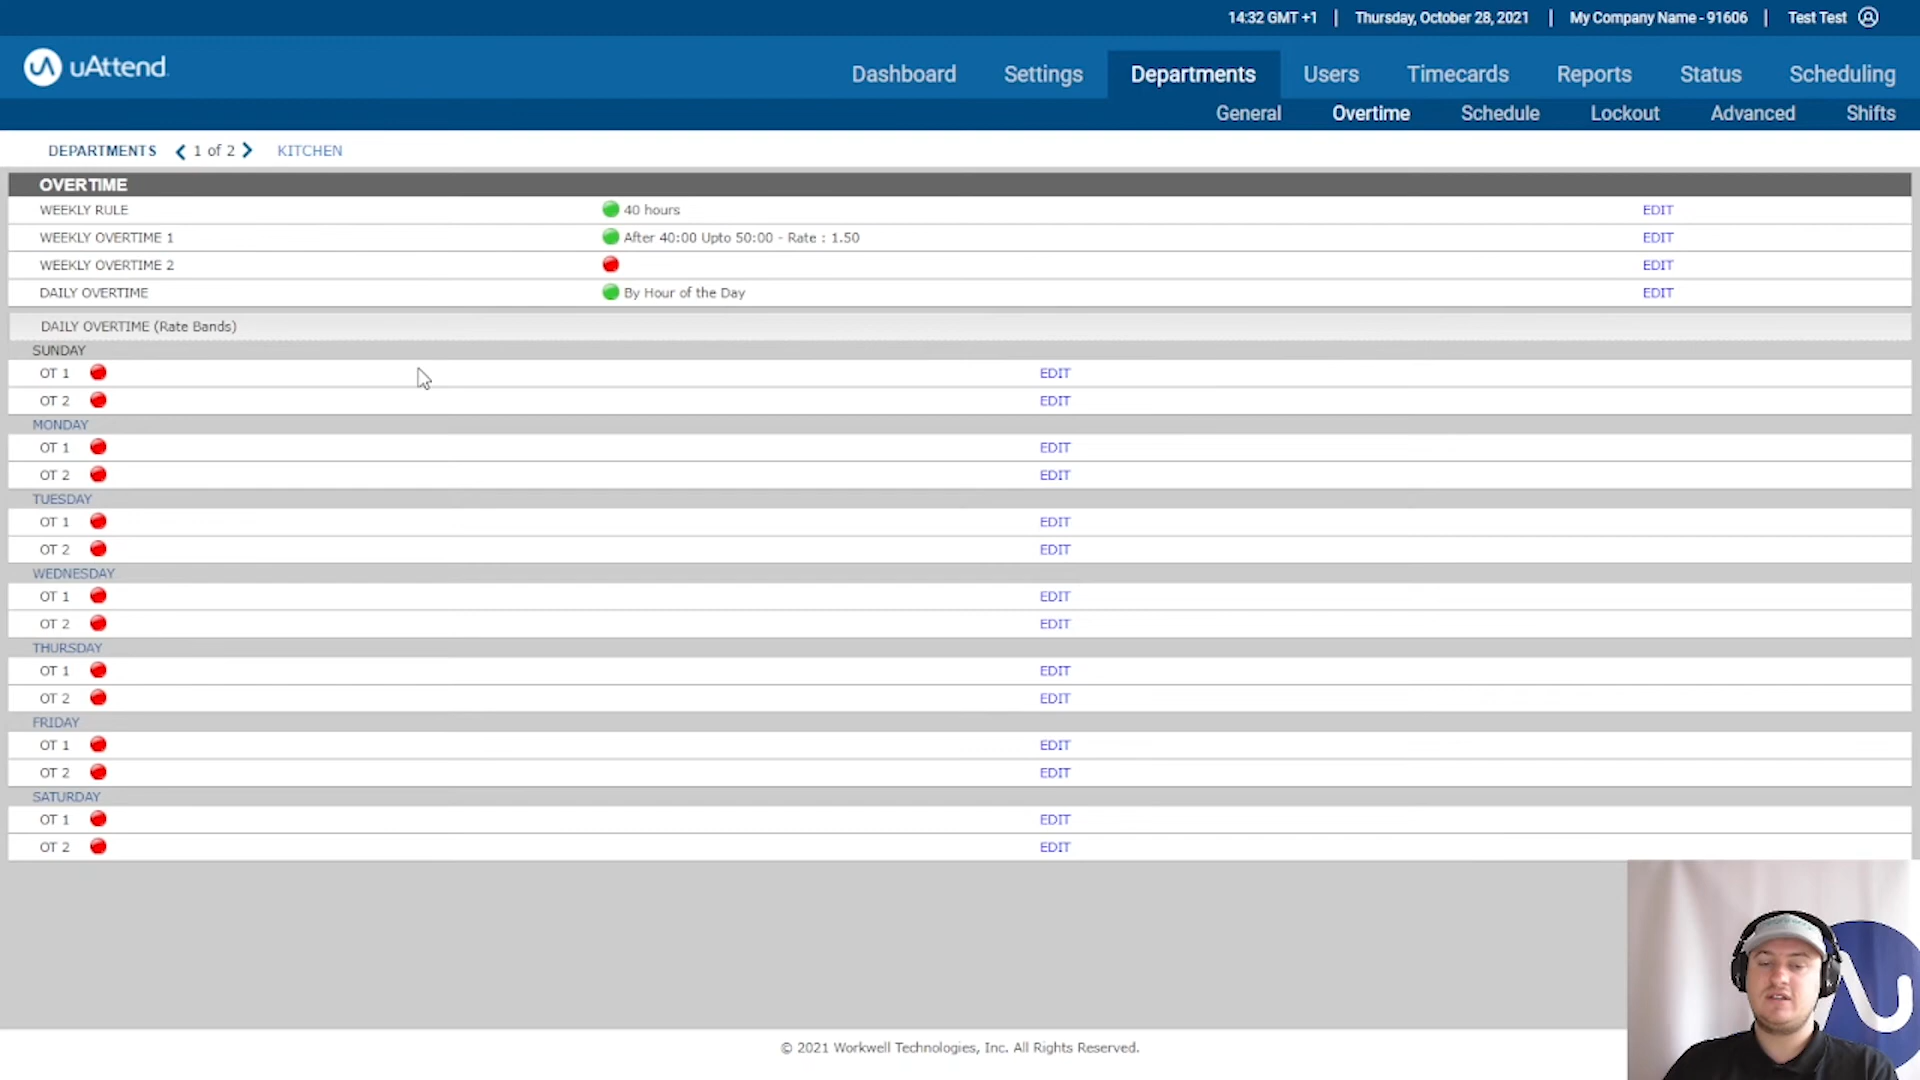 14:32 GMT +1 | Thursday, October 28, 2021 | My Company Name - 91606 | Test Test
uAttend
Dashboard Settings Departments Users Timecards Reports Status Scheduling
General Overtime Schedule Lockout Advanced Shifts
DEPARTMENTS 1 of 2 KITCHEN
OVERTIME
WEEKLY RULE 40 hours EDIT
WEEKLY OVERTIME 1 After 40:00 Upto 50:00 - Rate : 1.50 EDIT
WEEKLY OVERTIME 2 EDIT
DAILY OVERTIME By Hour of the Day EDIT
DAILY OVERTIME (Rate Bands)
SUNDAY
OT 1 EDIT
OT 2 EDIT
MONDAY
OT 1 EDIT
OT 2 EDIT
TUESDAY
OT 1 EDIT
OT 2 EDIT
WEDNESDAY
OT 1 EDIT
OT 2 EDIT
THURSDAY
OT 1 EDIT
OT 2 EDIT
FRIDAY
OT 1 EDIT
OT 2 EDIT
SATURDAY
OT 1 EDIT
OT 2 EDIT
© 2021 Workwell Technologies, Inc. All Rights Reserved.